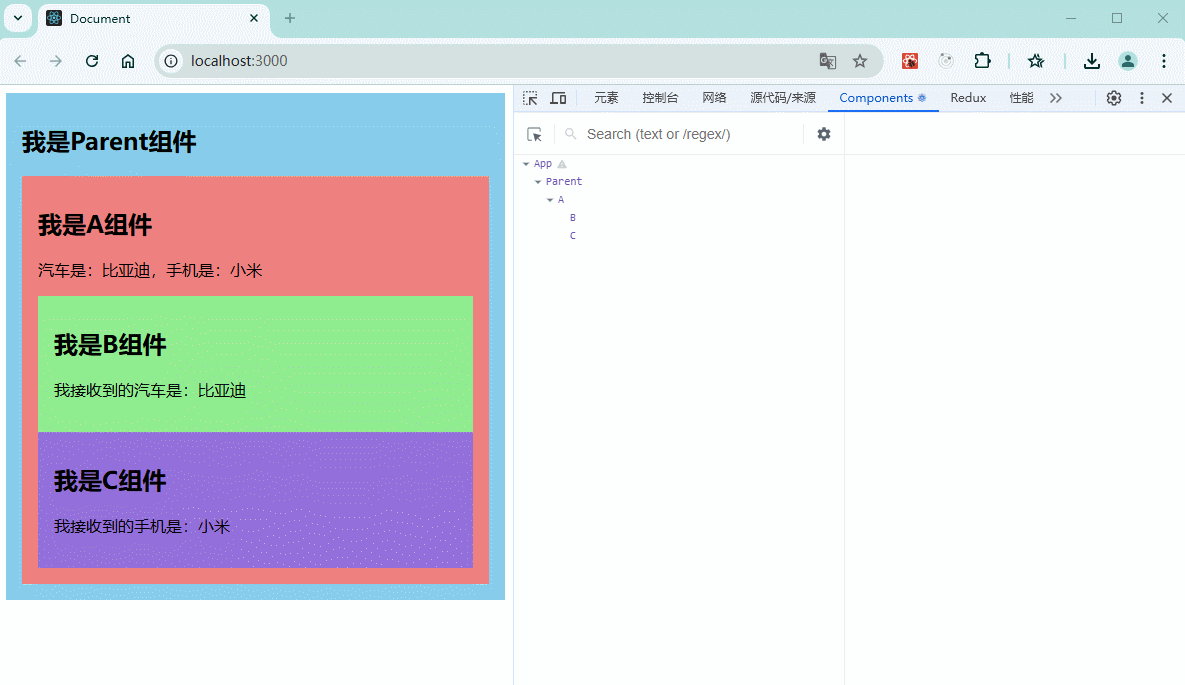 Document
localhost:3000
元素 控制台 网络 源代码/来源 Components Redux 性能
Search (text or /regex/)
App
Parent
A
B
C
我是Parent组件
我是A组件
汽车是：比亚迪，手机是：小米
我是B组件
我接收到的汽车是：比亚迪
我是C组件
我接收到的手机是：小米